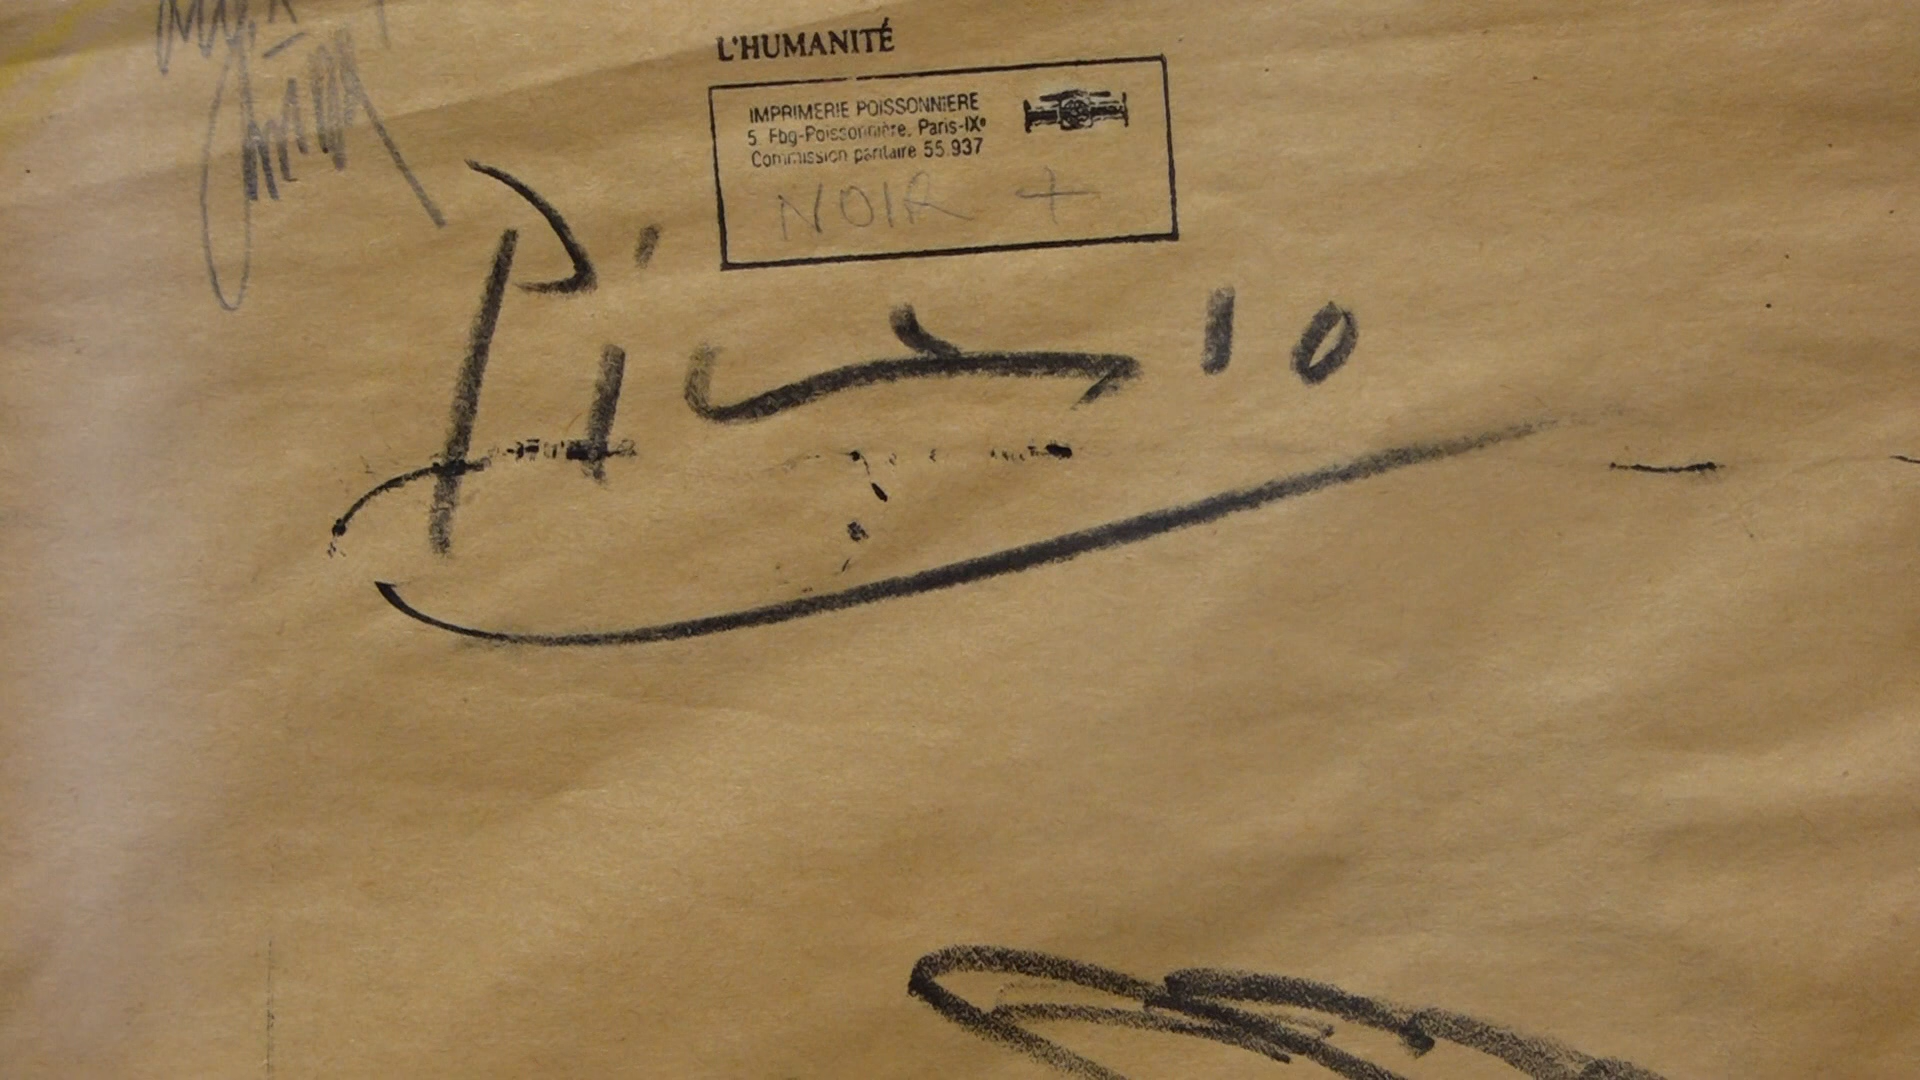 L'HUMANITÉ
IMPRIMERIE POISSONNIERE
5 Fbg-Poissonnière, Paris-IXe
Commission paritaire 55.937
NOIR +
Picasso